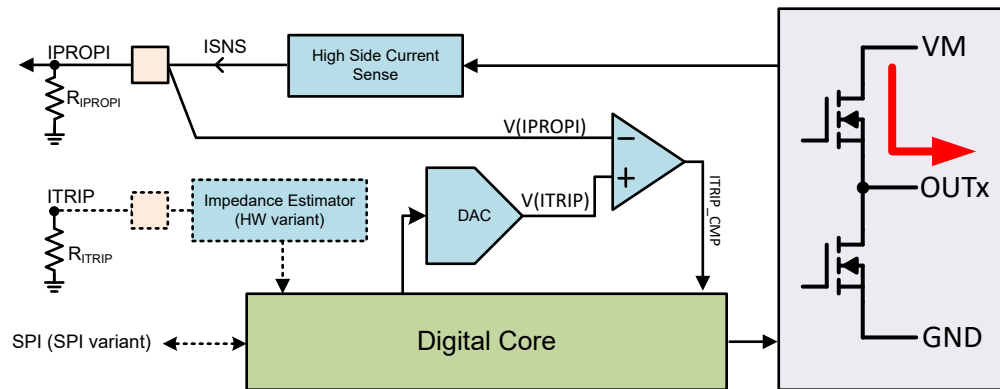 IPROPI
ISNS
High Side Current
Sense
VM
RIPROPI
V(IPROPI)
−
+
ITRIP
Impedance Estimator
(HW variant)
DAC
V(ITRIP)
ITRIP_CMP
OUTx
RITRIP
SPI (SPI variant)
Digital Core
GND